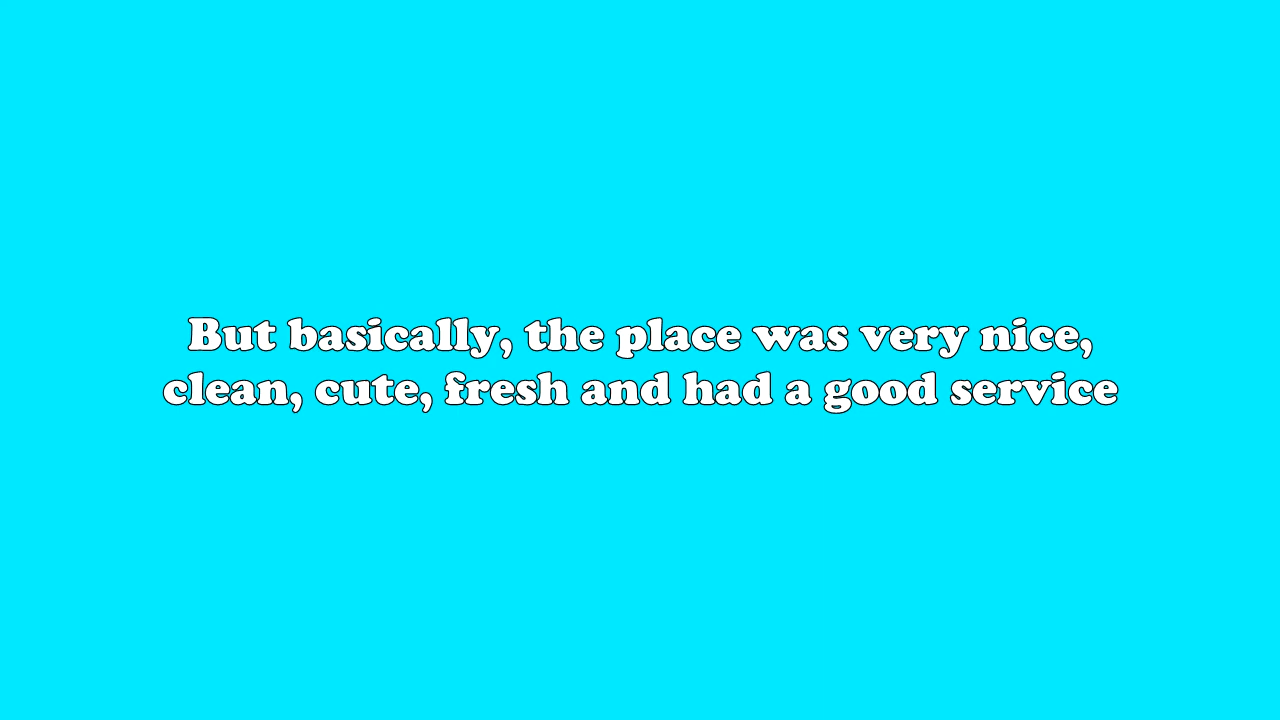 But basically, the place was very nice,
clean, cute, fresh and had a good service